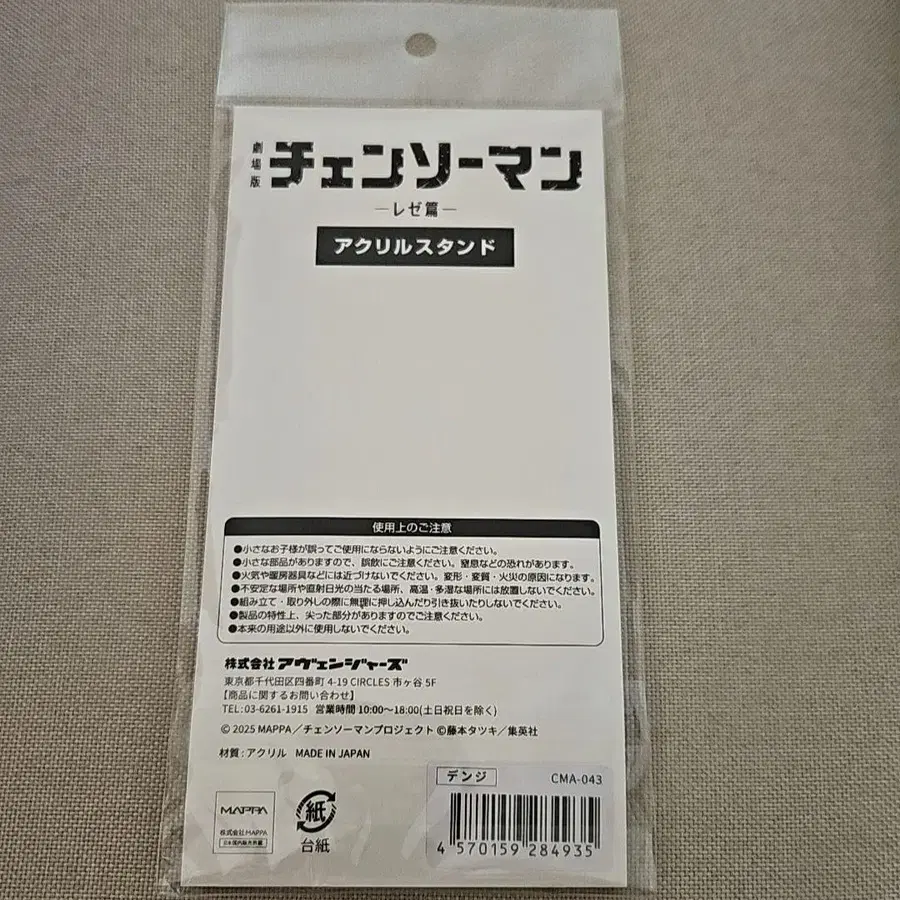 劇場版 チェンソーマン
―レゼ篇―
アクリルスタンド
使用上のご注意
●小さなお子様が誤ってご使用にならないようにご注意ください。
●小さな部品がありますので、誤飲にご注意ください。窒息などの恐れがあります。
●火気や暖房器具などには近づけないでください。変形・変質・火災の原因になります。
●不安定な場所や直射日光の当たる場所、高温・多湿な場所には放置しないでください。
●組み立て・取り外しの際に無理に押し込んだり引き抜いたりしないでください。
●製品の特性上、尖った部分がありますのでご注意ください。
●本来の用途以外に使用しないでください。
株式会社アヴェンジャーズ
東京都千代田区四番町 4-19 CIRCLES 市ヶ谷 5F
【商品に関するお問い合わせ】
TEL:03-6261-1915 営業時間 10:00〜18:00(土日祝日を除く)
© 2025 MAPPA／チェンソーマンプロジェクト ©藤本タツキ／集英社
材質:アクリル MADE IN JAPAN
デンジ CMA-043
MAPPA
株式会社MAPPA
日本国内販売許諾
紙
台紙
4 570159 284935